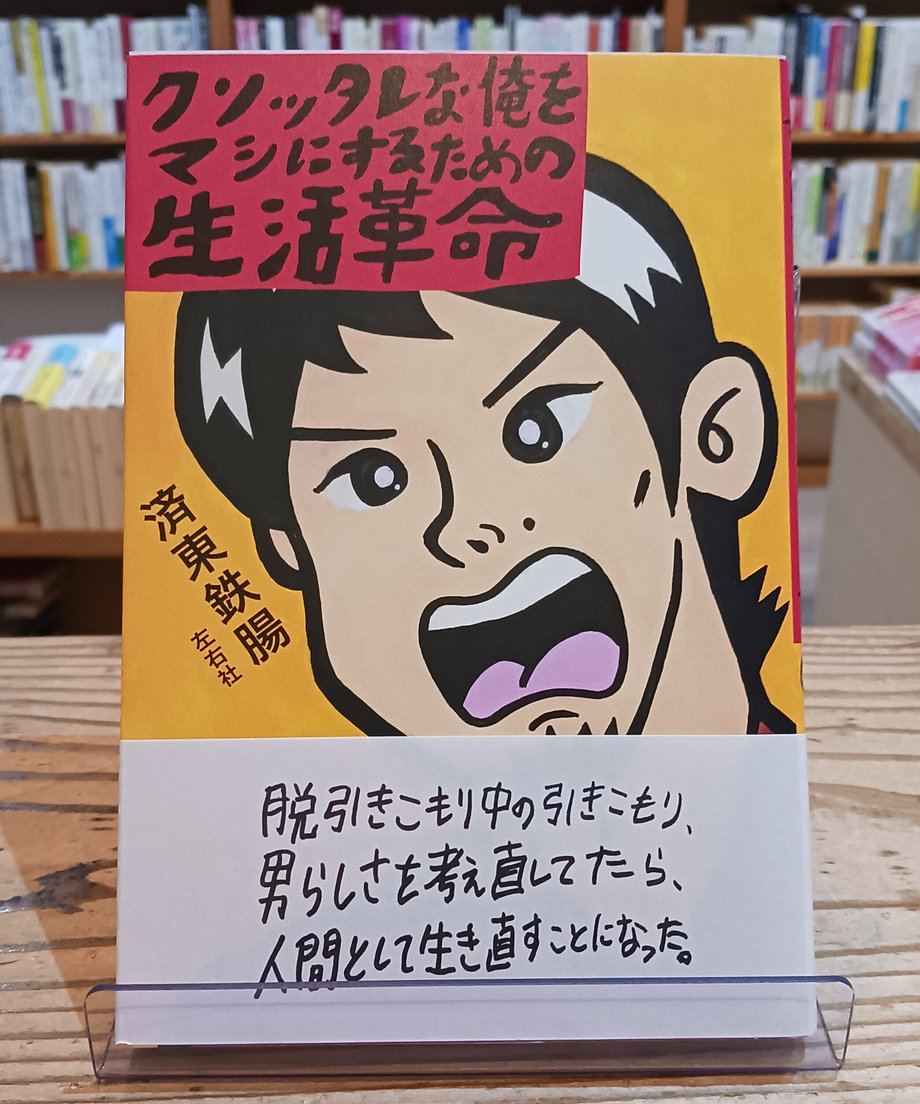 クソッタレな俺を
マシにするための
生活革命
済東鉄腸
左右社
脱引きこもり中の引きこもり、
男らしさを考え直してたら、
人間として生き直すことになった。